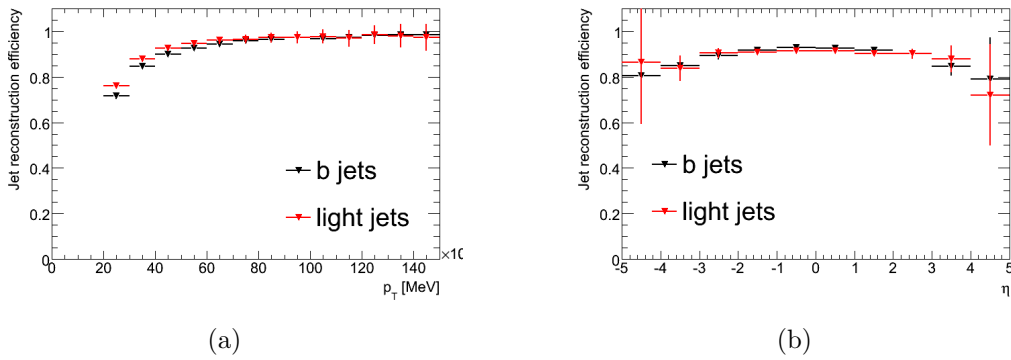 Jet reconstruction efficiency
1
0.8
0.6
0.4
0.2
0
b jets
light jets
0 20 40 60 80 100 120 140
×10
p_T [MeV]
(a)
Jet reconstruction efficiency
1
0.8
0.6
0.4
0.2
0
b jets
light jets
-5 -4 -3 -2 -1 0 1 2 3 4 5
η
(b)